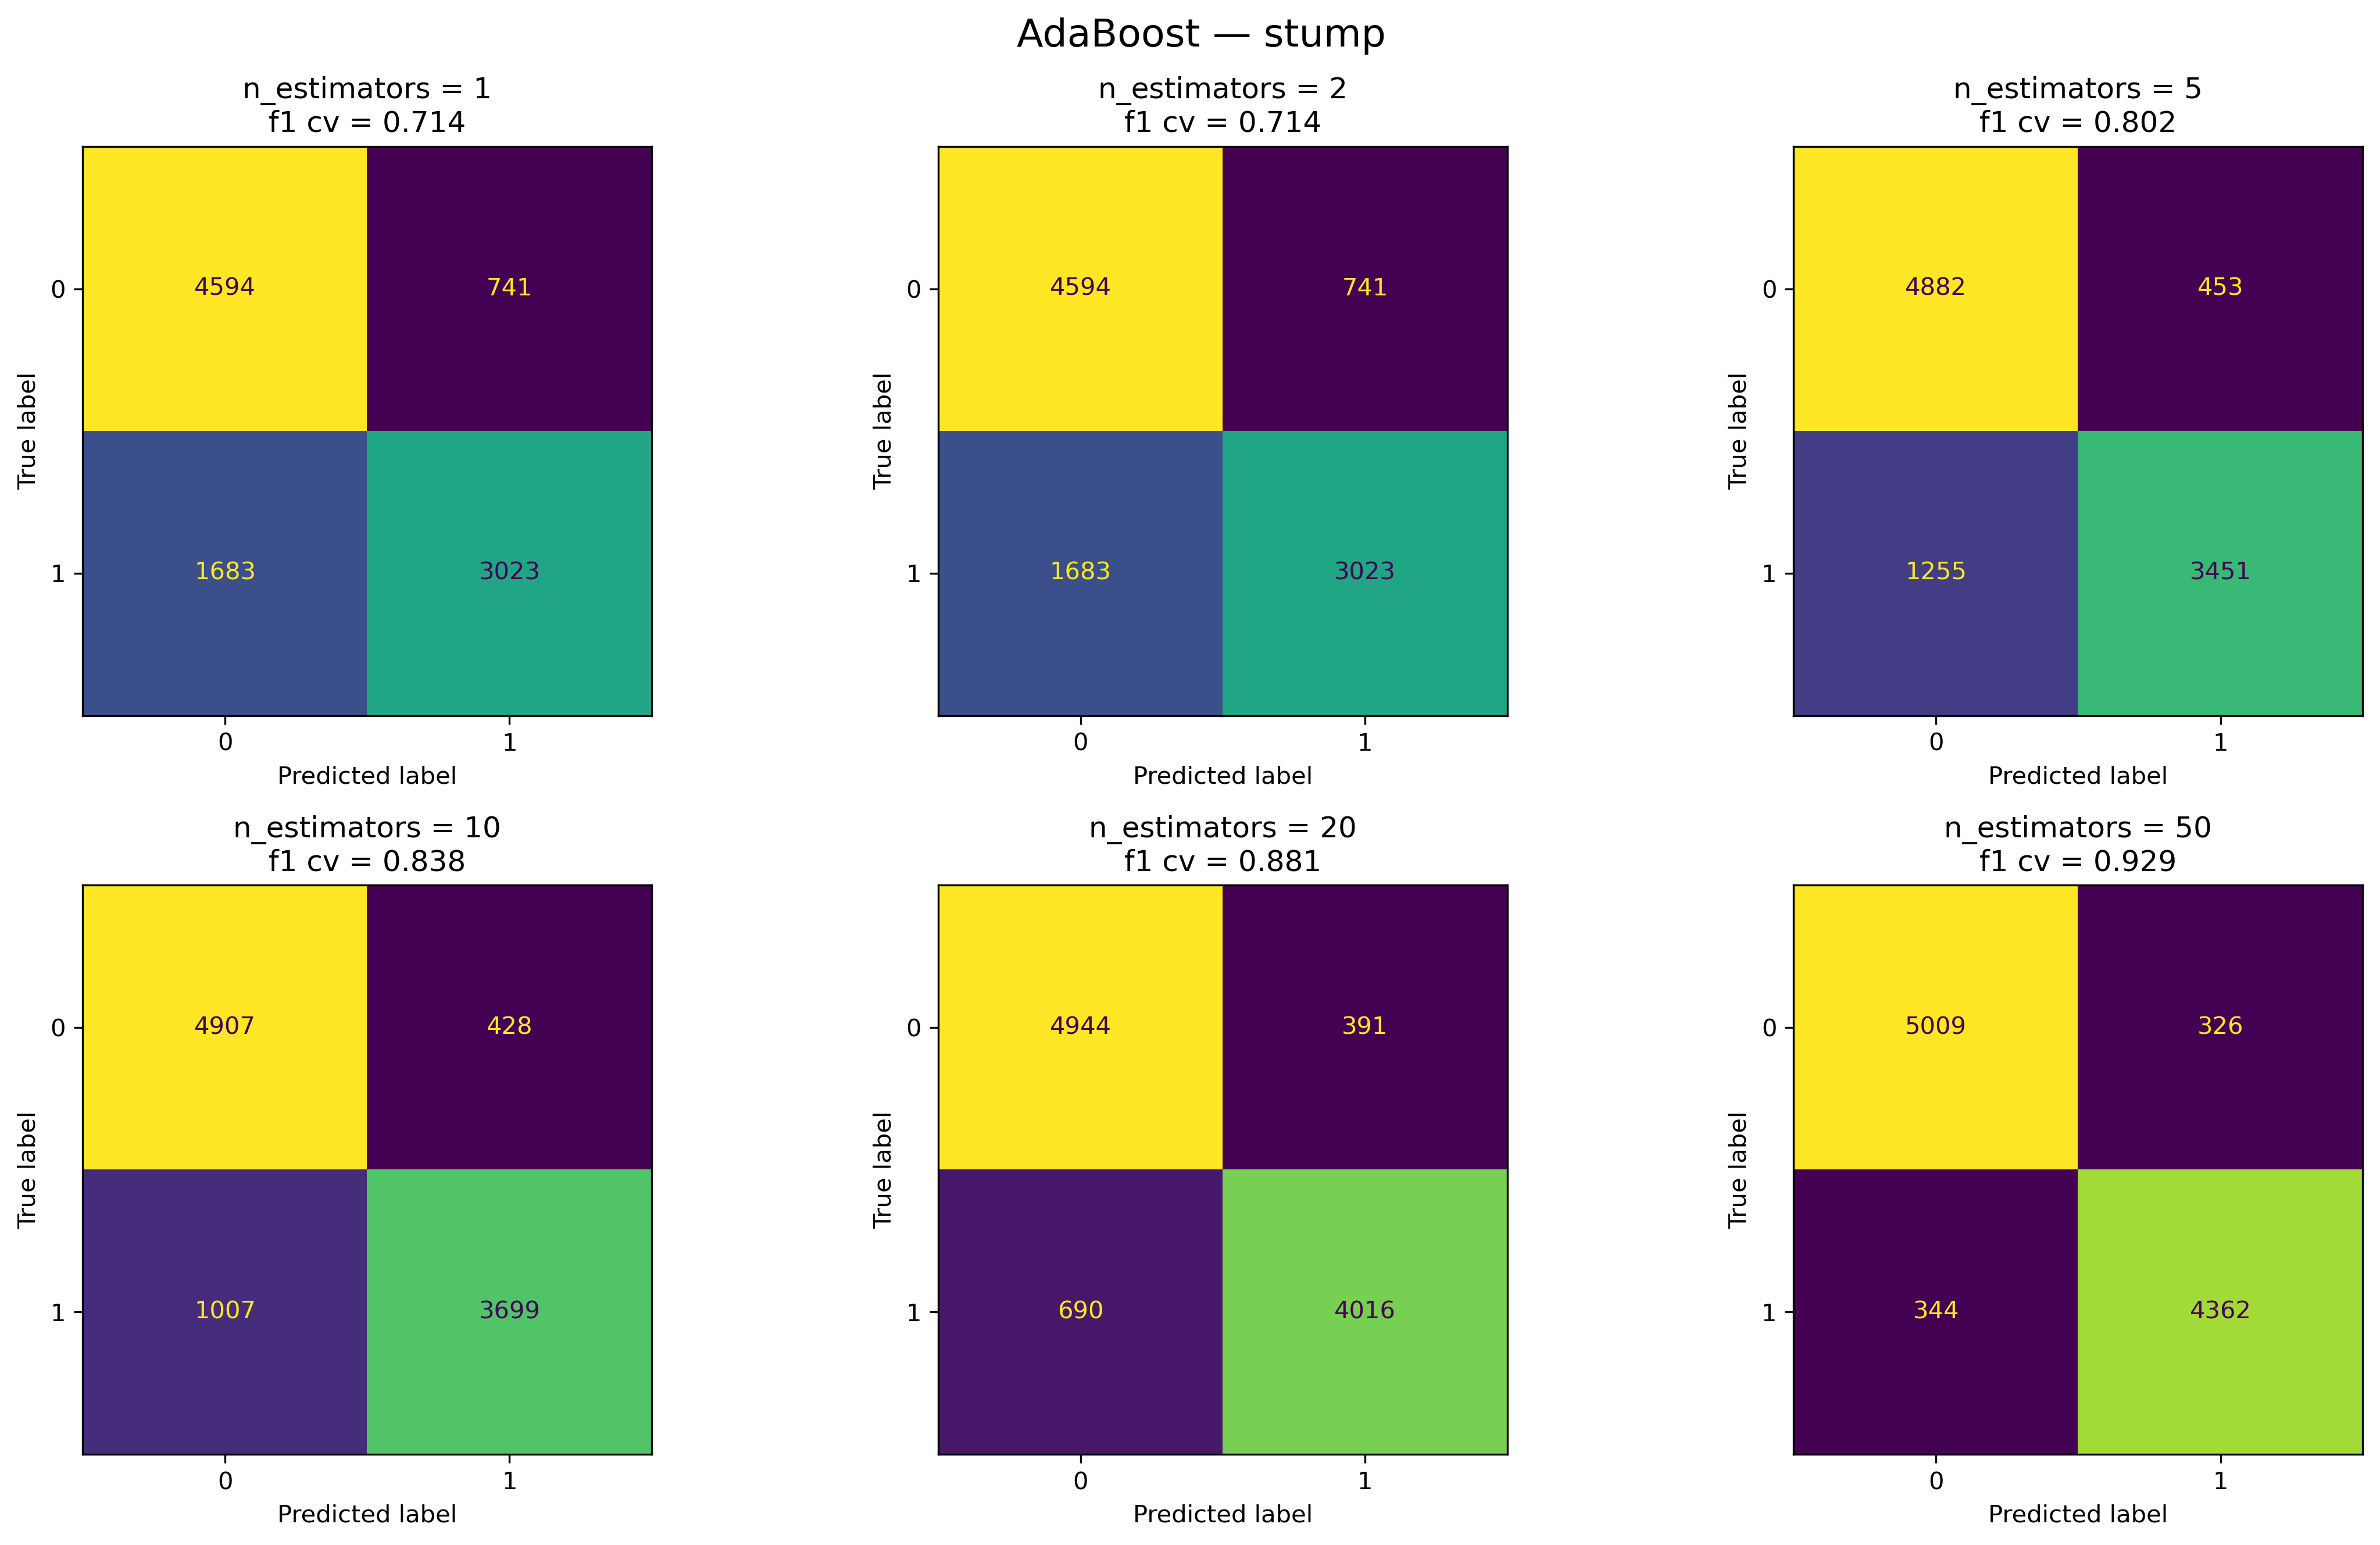 AdaBoost — stump
n_estimators = 1
f1 cv = 0.714
True label
0
4594
741
1
1683
3023
0
1
Predicted label
n_estimators = 2
f1 cv = 0.714
True label
0
4594
741
1
1683
3023
0
1
Predicted label
n_estimators = 5
f1 cv = 0.802
True label
0
4882
453
1
1255
3451
0
1
Predicted label
n_estimators = 10
f1 cv = 0.838
True label
0
4907
428
1
1007
3699
0
1
Predicted label
n_estimators = 20
f1 cv = 0.881
True label
0
4944
391
1
690
4016
0
1
Predicted label
n_estimators = 50
f1 cv = 0.929
True label
0
5009
326
1
344
4362
0
1
Predicted label